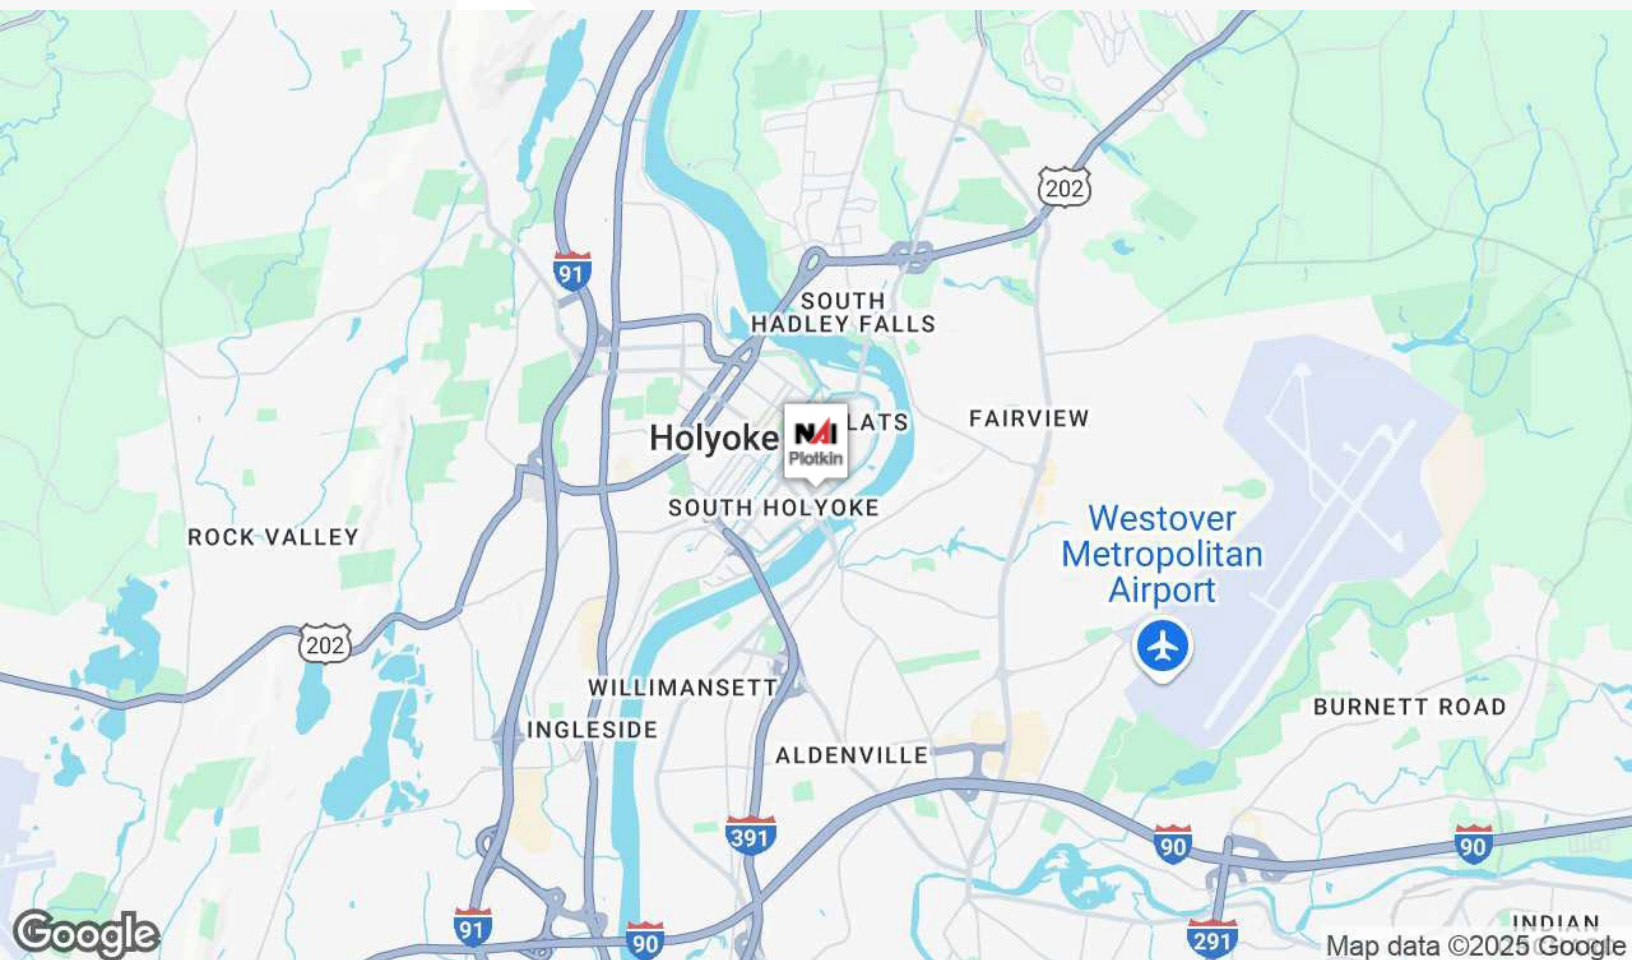 202
91
SOUTH
HADLEY FALLS
LATS
FAIRVIEW
Holyoke
NAI
Plotkin
SOUTH HOLYOKE
ROCK VALLEY
Westover
Metropolitan
Airport
202
WILLIMANSETT
BURNETT ROAD
INGLESIDE
ALDENVILLE
391
90
90
91
90
291
INDIAN
Google
Map data ©2025 Google